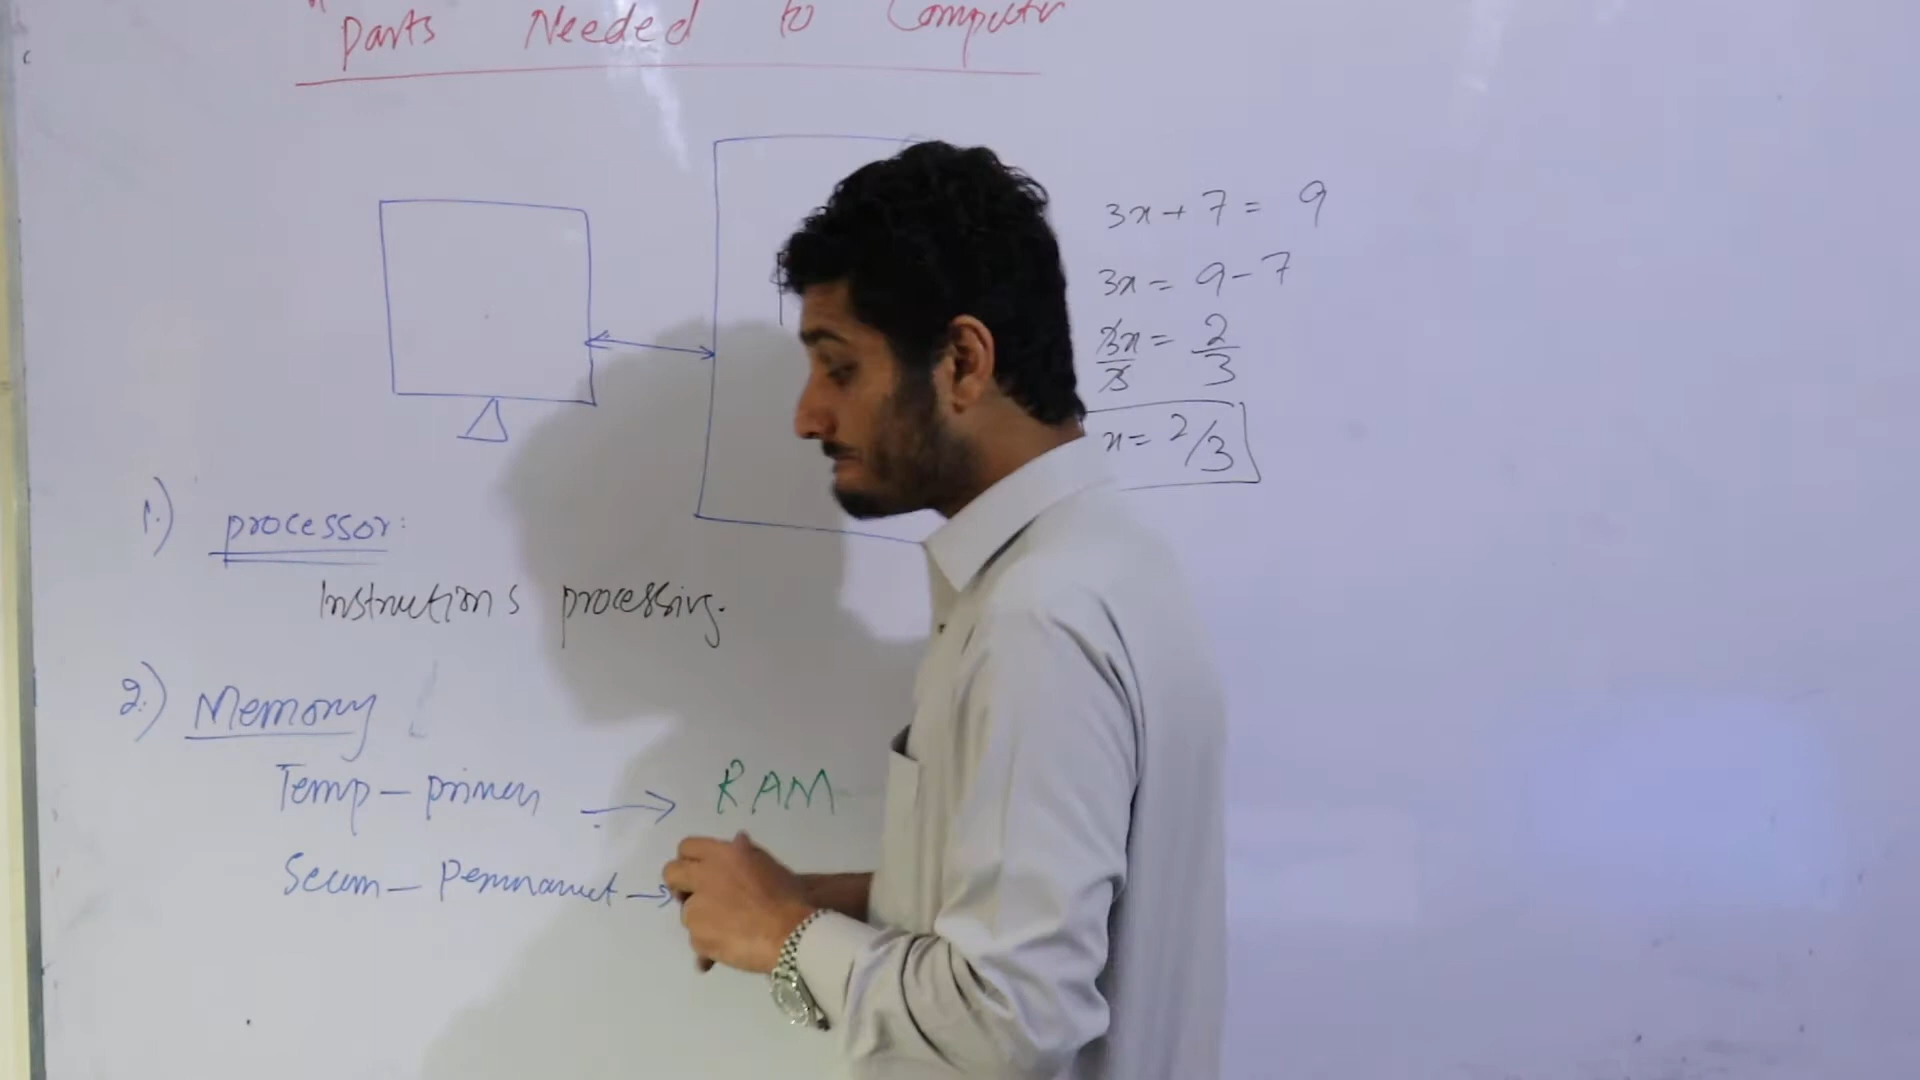 "Parts Needed to Computer
3x + 7 = 9
3x = 9 - 7
3x/3 = 2/3
x = 2/3
1.) processor:
Instructions processing.
2.) Memory
Temp - primery → RAM
Secon - Permanent →